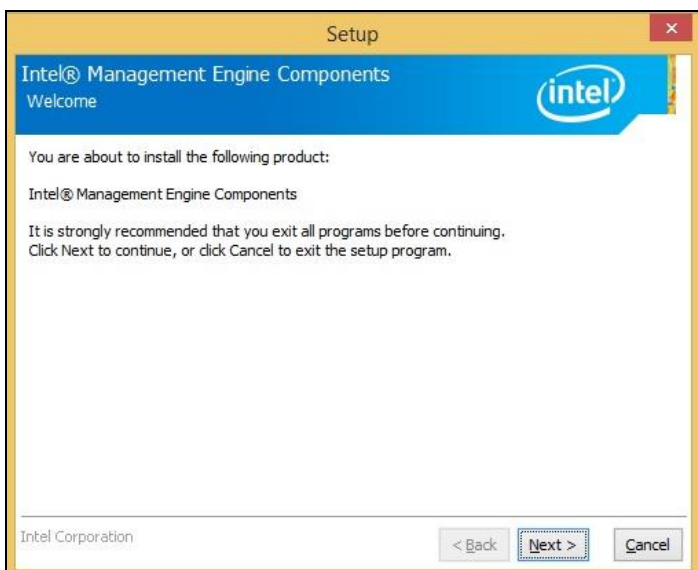 Setup
Intel® Management Engine Components
Welcome
intel
You are about to install the following product:
Intel® Management Engine Components
It is strongly recommended that you exit all programs before continuing.
Click Next to continue, or click Cancel to exit the setup program.
Intel Corporation
< Back Next > Cancel